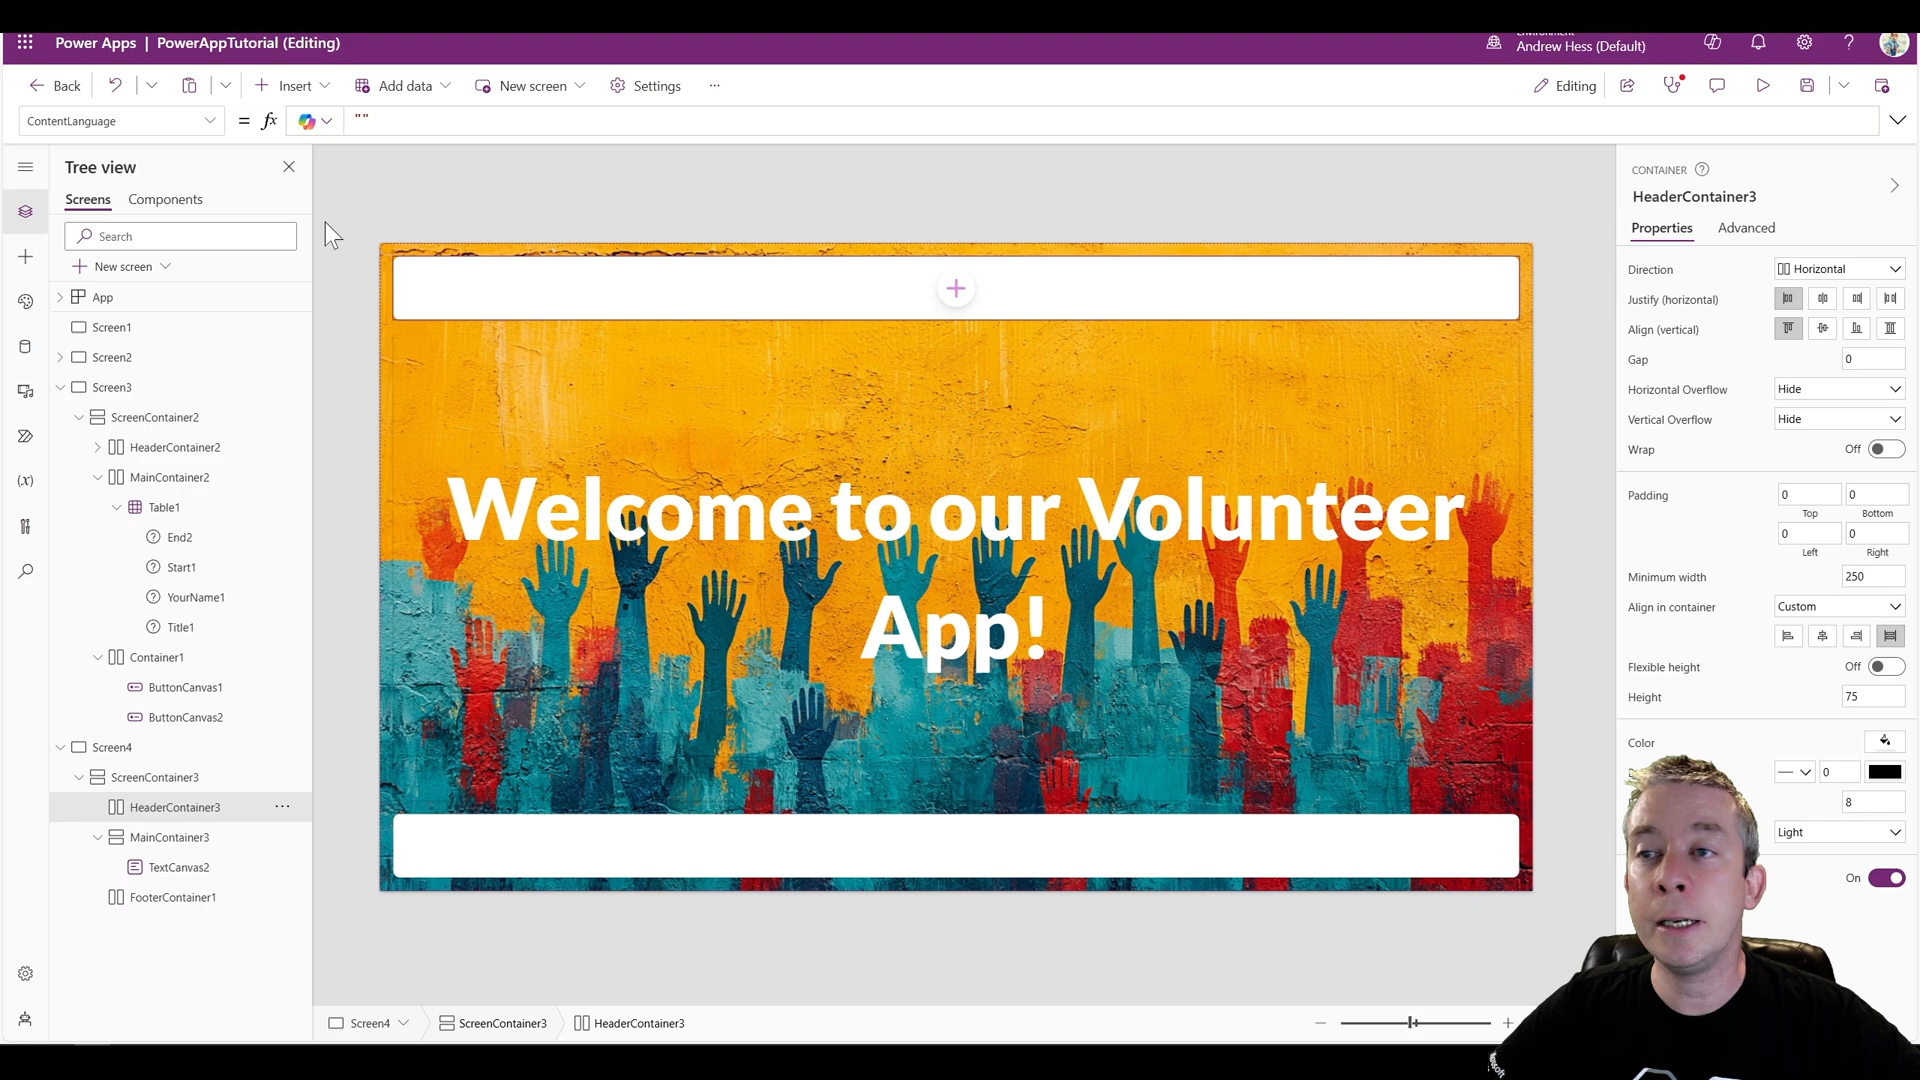 Power Apps | PowerAppTutorial (Editing)
Andrew Hess (Default)
Back
Insert
Add data
New screen
Settings
Editing
ContentLanguage
= fx
""
Tree view
Screens
Components
Search
New screen
App
Screen1
Screen2
Screen3
ScreenContainer2
HeaderContainer2
MainContainer2
Table1
End2
Start1
YourName1
Title1
Container1
ButtonCanvas1
ButtonCanvas2
Screen4
ScreenContainer3
HeaderContainer3
MainContainer3
TextCanvas2
FooterContainer1
Welcome to our Volunteer
App!
Screen4
ScreenContainer3
HeaderContainer3
CONTAINER
HeaderContainer3
Properties
Advanced
Direction
Horizontal
Justify (horizontal)
Align (vertical)
Gap
0
Horizontal Overflow
Hide
Vertical Overflow
Hide
Wrap
Off
Padding
0
0
Top
Bottom
0
0
Left
Right
Minimum width
250
Align in container
Custom
Flexible height
Off
Height
75
Color
0
8
Light
On